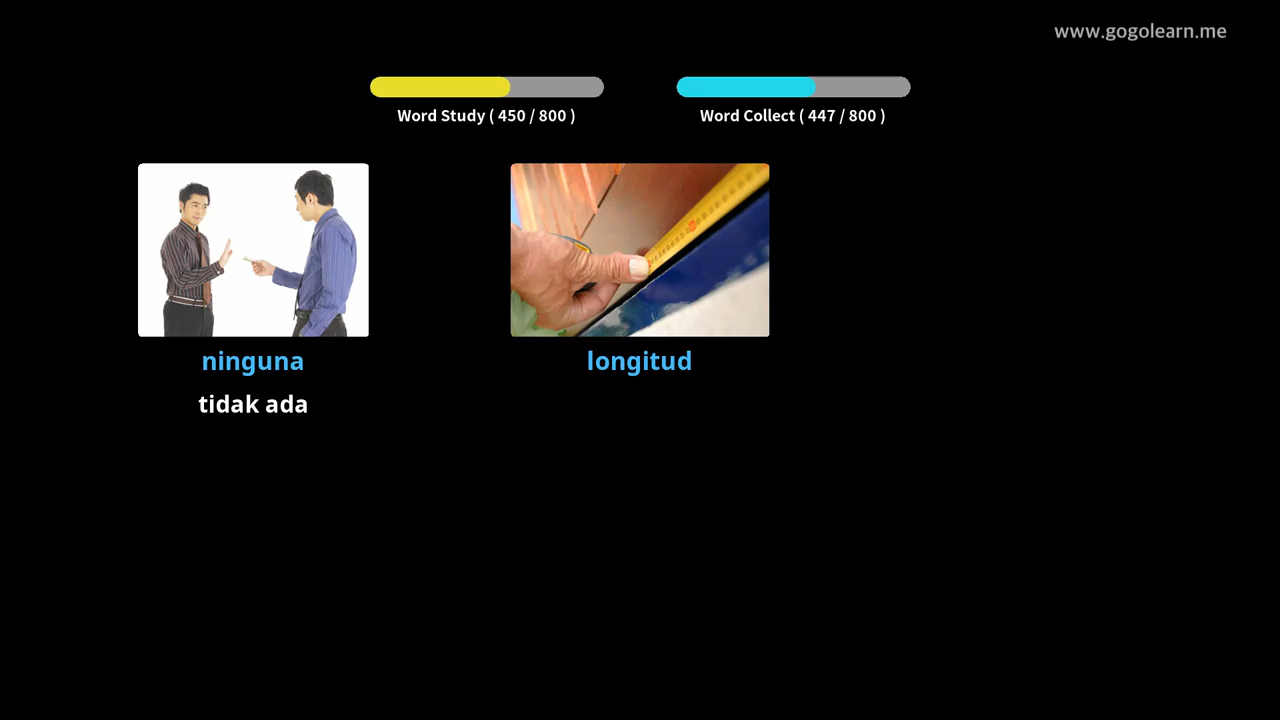 www.gogolearn.me
Word Study ( 450 / 800 )
Word Collect ( 447 / 800 )
ninguna
longitud
tidak ada